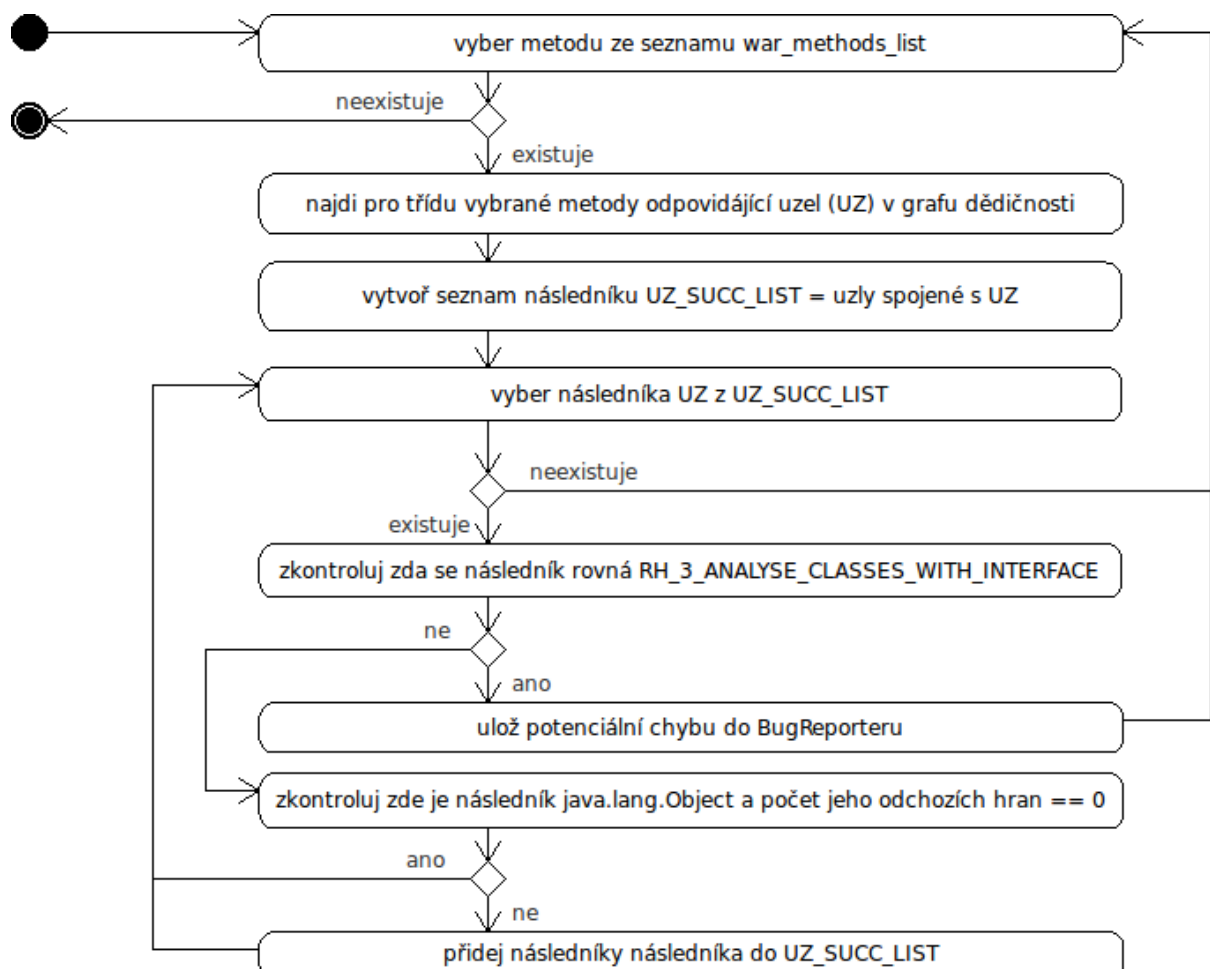 vyber metodu ze seznamu war_methods_list
neexistuje
existuje
najdi pro třídu vybrané metody odpovídájící uzel (UZ) v grafu dědičnosti
vytvoř seznam následníku UZ_SUCC_LIST = uzly spojené s UZ
vyber následníka UZ z UZ_SUCC_LIST
neexistuje
existuje
zkontroluj zda se následník rovná RH_3_ANALYSE_CLASSES_WITH_INTERFACE
ne
ano
ulož potenciální chybu do BugReporteru
zkontroluj zde je následník java.lang.Object a počet jeho odchozích hran == 0
ano
ne
přidej následníky následníka do UZ_SUCC_LIST